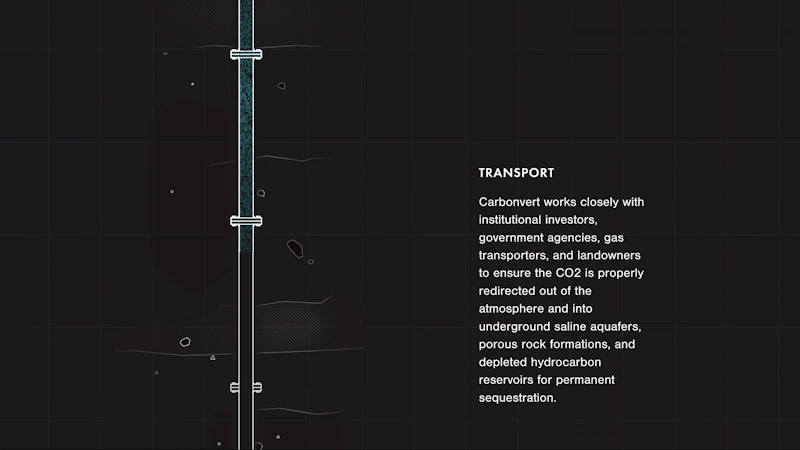 TRANSPORT
Carbonvert works closely with
institutional investors,
government agencies, gas
transporters, and landowners
to ensure the CO2 is properly
redirected out of the
atmosphere and into
underground saline aquafers,
porous rock formations, and
depleted hydrocarbon
reservoirs for permanent
sequestration.